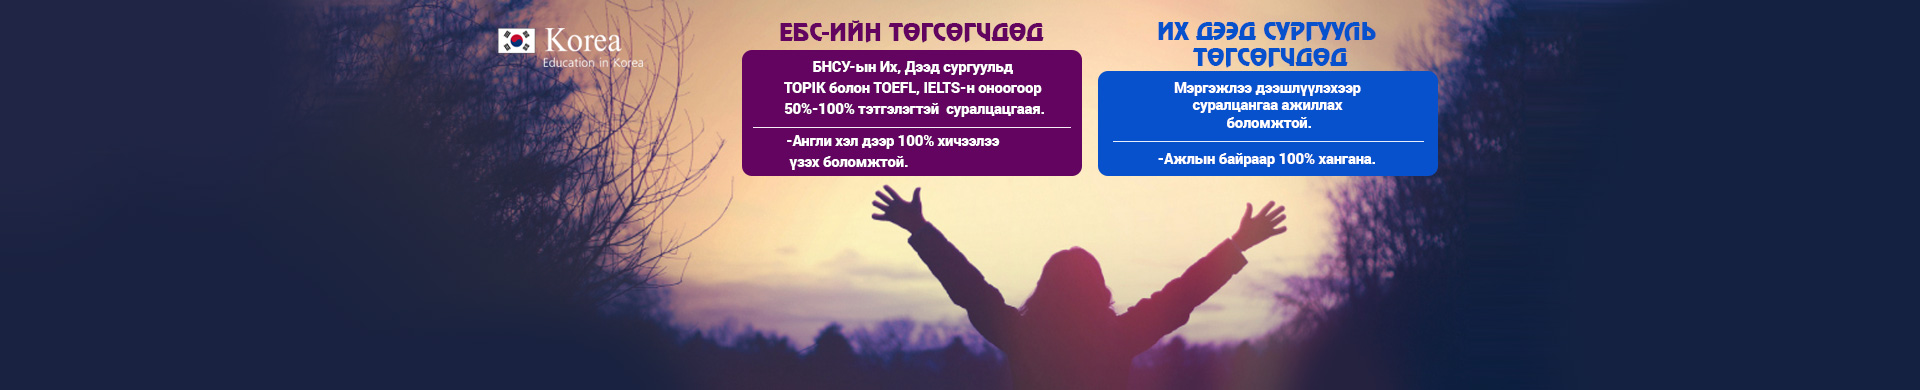 Korea
Education in Korea
ЕБС-ИЙН ТӨГСӨГЧДӨД
БНСУ-ын Их, Дээд сургуульд
TOPIK болон TOEFL, IELTS-н оноогоор
50%-100% тэтгэлэгтэй суралцацгаая.
-Англи хэл дээр 100% хичээлээ
үзэх боломжтой.
ИХ ДЭЭД СУРГУУЛЬ
ТӨГСӨГЧДӨД
Мэргэжлээ дээшлүүлэхээр
суралцангаа ажиллах
боломжтой.
-Ажлын байраар 100% хангана.